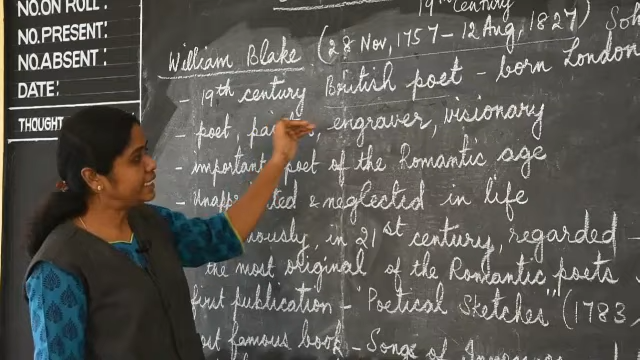 NO.ON ROLL:
NO.PRESENT:
NO.ABSENT:
DATE:
THOUGHT
19th Century
William Blake (28 Nov, 1757 - 12 Aug, 1827)
- 19th century British poet - born London
- poet, engraver, visionary
- important poet of the Romantic age
- & neglected in life
in 21st century, regarded -
the most original of the Romantic poets
first publication - "Poetical Sketches" (1783
most famous book - Songs of